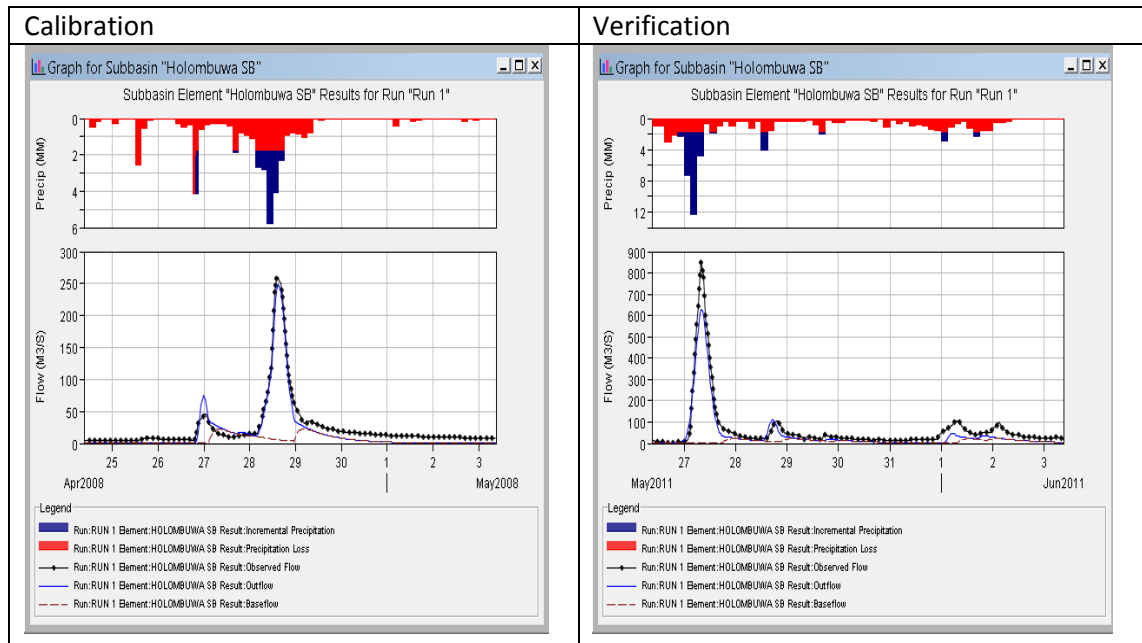 Calibration
Graph for Subbasin "Holombuwa SB"
Subbasin Element "Holombuwa SB" Results for Run "Run 1"
Precip (MM)
0
2
4
6
Flow (M3/S)
300
250
200
150
100
50
0
25 26 27 28 29 30 1 2 3
Apr2008 May2008
Legend
Run:RUN 1 Element:HOLOMBUWA SB Result:Incremental Precipitation
Run:RUN 1 Element:HOLOMBUWA SB Result:Precipitation Loss
Run:RUN 1 Element:HOLOMBUWA SB Result:Observed Flow
Run:RUN 1 Element:HOLOMBUWA SB Result:Outflow
Run:RUN 1 Element:HOLOMBUWA SB Result:Baseflow
Verification
Graph for Subbasin "Holombuwa SB"
Subbasin Element "Holombuwa SB" Results for Run "Run 1"
Precip (MM)
0
4
8
12
Flow (M3/S)
900
800
700
600
500
400
300
200
100
0
27 28 29 30 31 1 2 3
May2011 Jun2011
Legend
Run:RUN 1 Element:HOLOMBUWA SB Result:Incremental Precipitation
Run:RUN 1 Element:HOLOMBUWA SB Result:Precipitation Loss
Run:RUN 1 Element:HOLOMBUWA SB Result:Observed Flow
Run:RUN 1 Element:HOLOMBUWA SB Result:Outflow
Run:RUN 1 Element:HOLOMBUWA SB Result:Baseflow